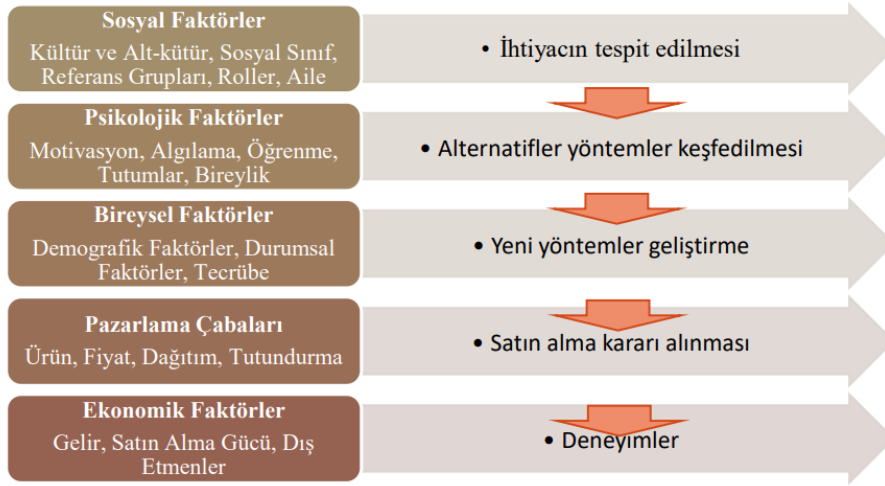 Sosyal Faktörler
Kültür ve Alt-kütür, Sosyal Sınıf,
Referans Grupları, Roller, Aile
• İhtiyacın tespit edilmesi
Psikolojik Faktörler
Motivasyon, Algılama, Öğrenme,
Tutumlar, Bireylik
• Alternatifler yöntemler keşfedilmesi
Bireysel Faktörler
Demografik Faktörler, Durumsal
Faktörler, Tecrübe
• Yeni yöntemler geliştirme
Pazarlama Çabaları
Ürün, Fiyat, Dağıtım, Tutundurma
• Satın alma kararı alınması
Ekonomik Faktörler
Gelir, Satın Alma Gücü, Dış
Etmenler
• Deneyimler